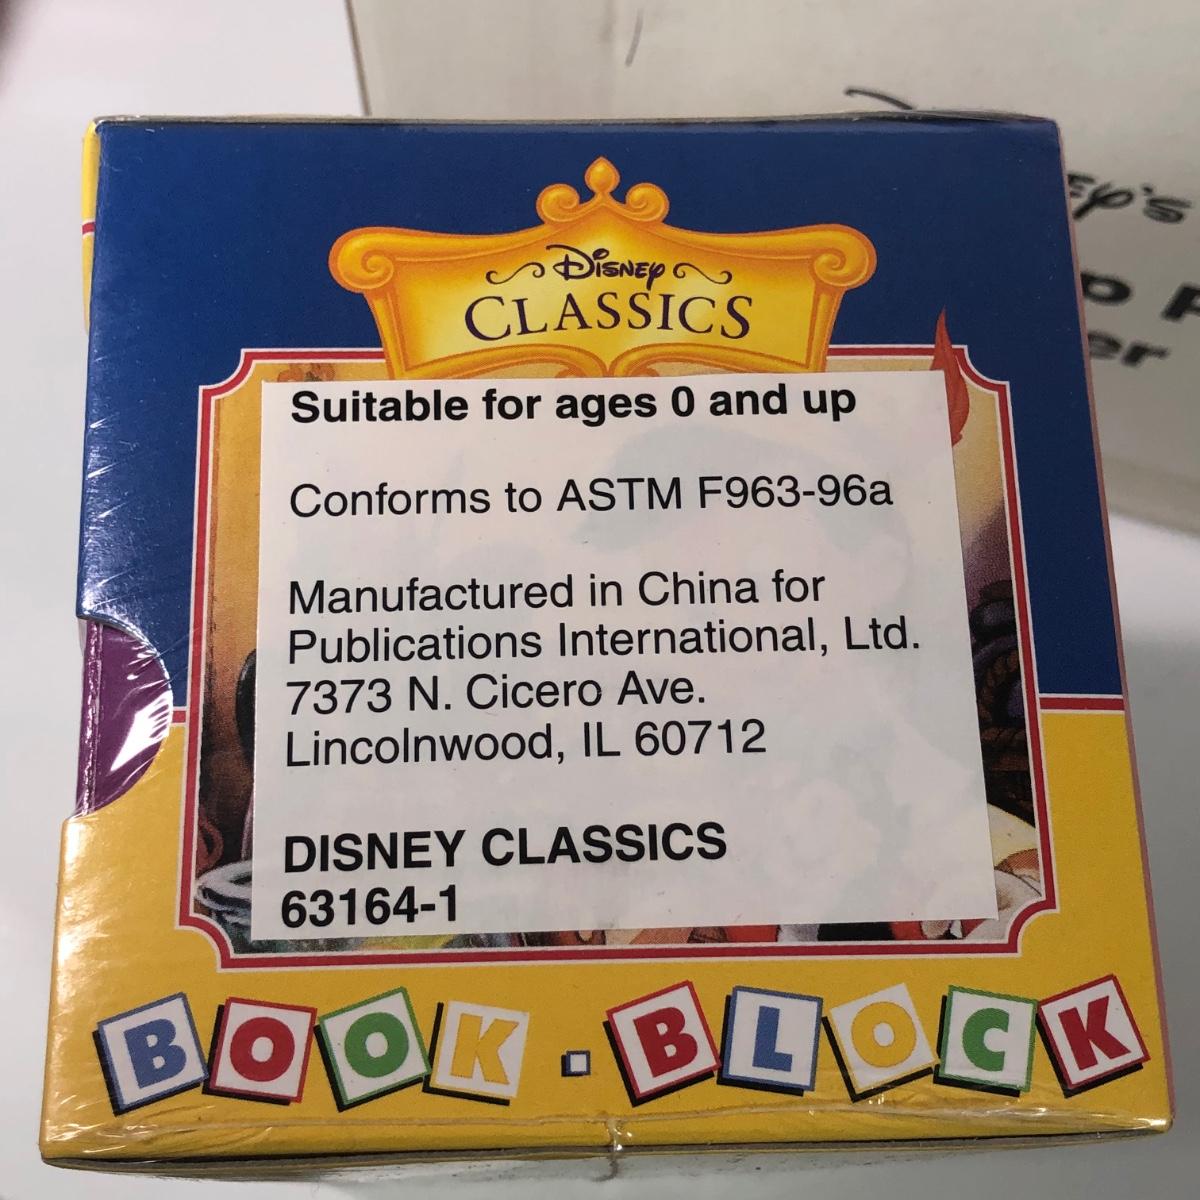 Disney
CLASSICS
Suitable for ages 0 and up
Conforms to ASTM F963-96a
Manufactured in China for
Publications International, Ltd.
7373 N. Cicero Ave.
Lincolnwood, IL 60712
DISNEY CLASSICS
63164-1
BOOK·BLOCK